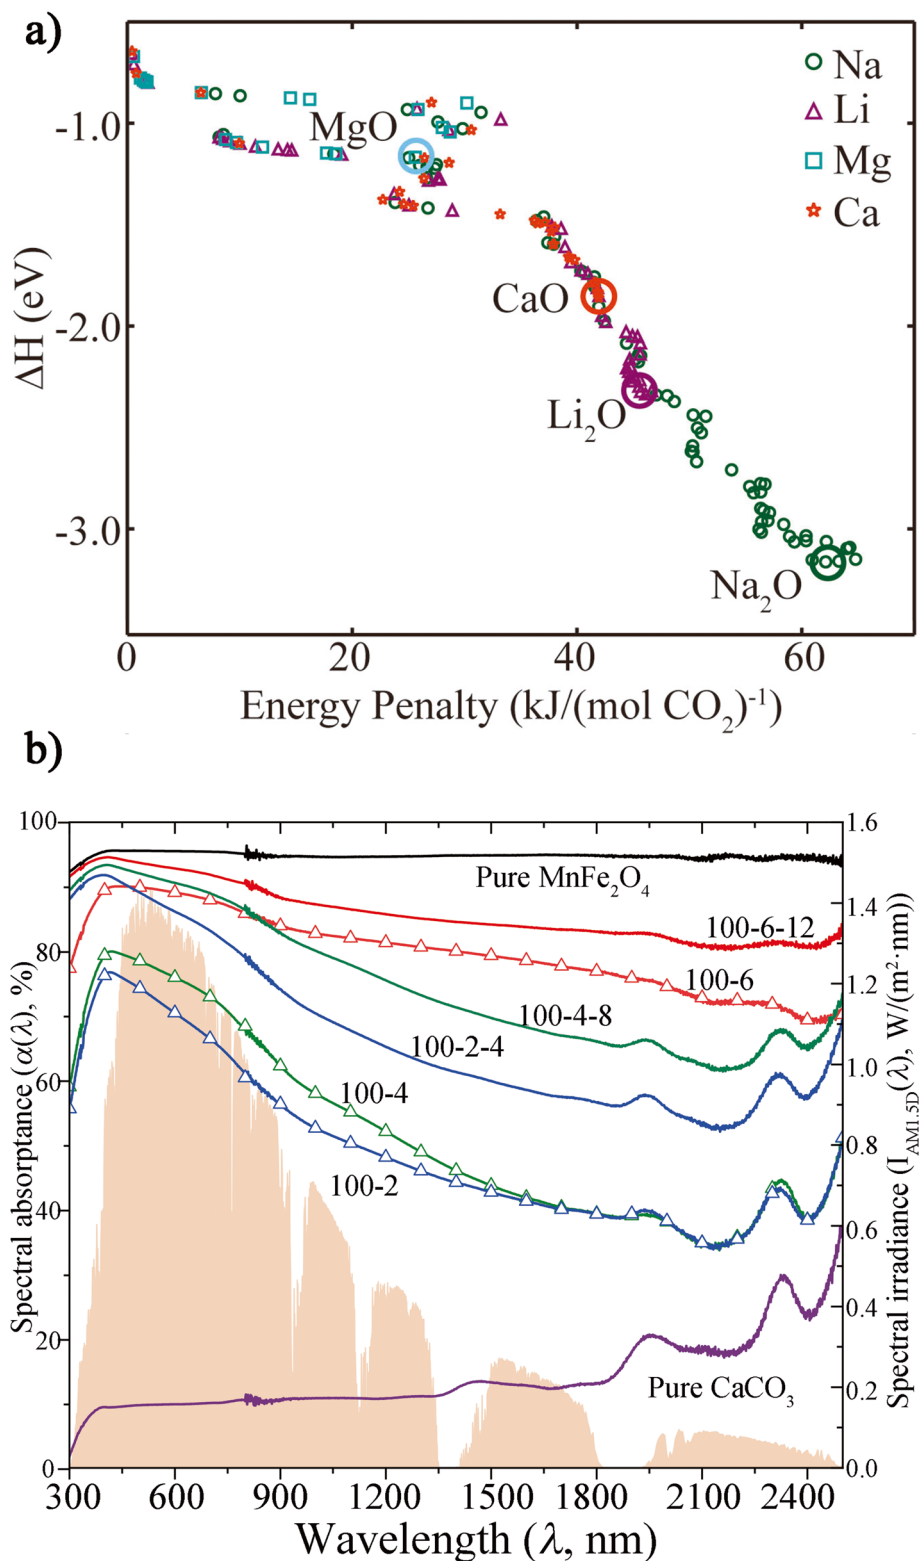 a)
Na
Li
Mg
Ca
MgO
CaO
Li₂O
Na₂O
ΔH (eV)
-1.0
-2.0
-3.0
0 20 40 60
Energy Penalty (kJ/(mol CO₂)⁻¹)
b)
Spectral absorptance (α(λ), %)
100
80
60
40
20
0
Spectral irradiance (I_AM1.5D(λ), W/(m²·nm))
1.6
1.4
1.2
1.0
0.8
0.6
0.4
0.2
0.0
Pure MnFe₂O₄
100-6-12
100-6
100-4-8
100-2-4
100-4
100-2
Pure CaCO₃
300 600 900 1200 1500 1800 2100 2400
Wavelength (λ, nm)